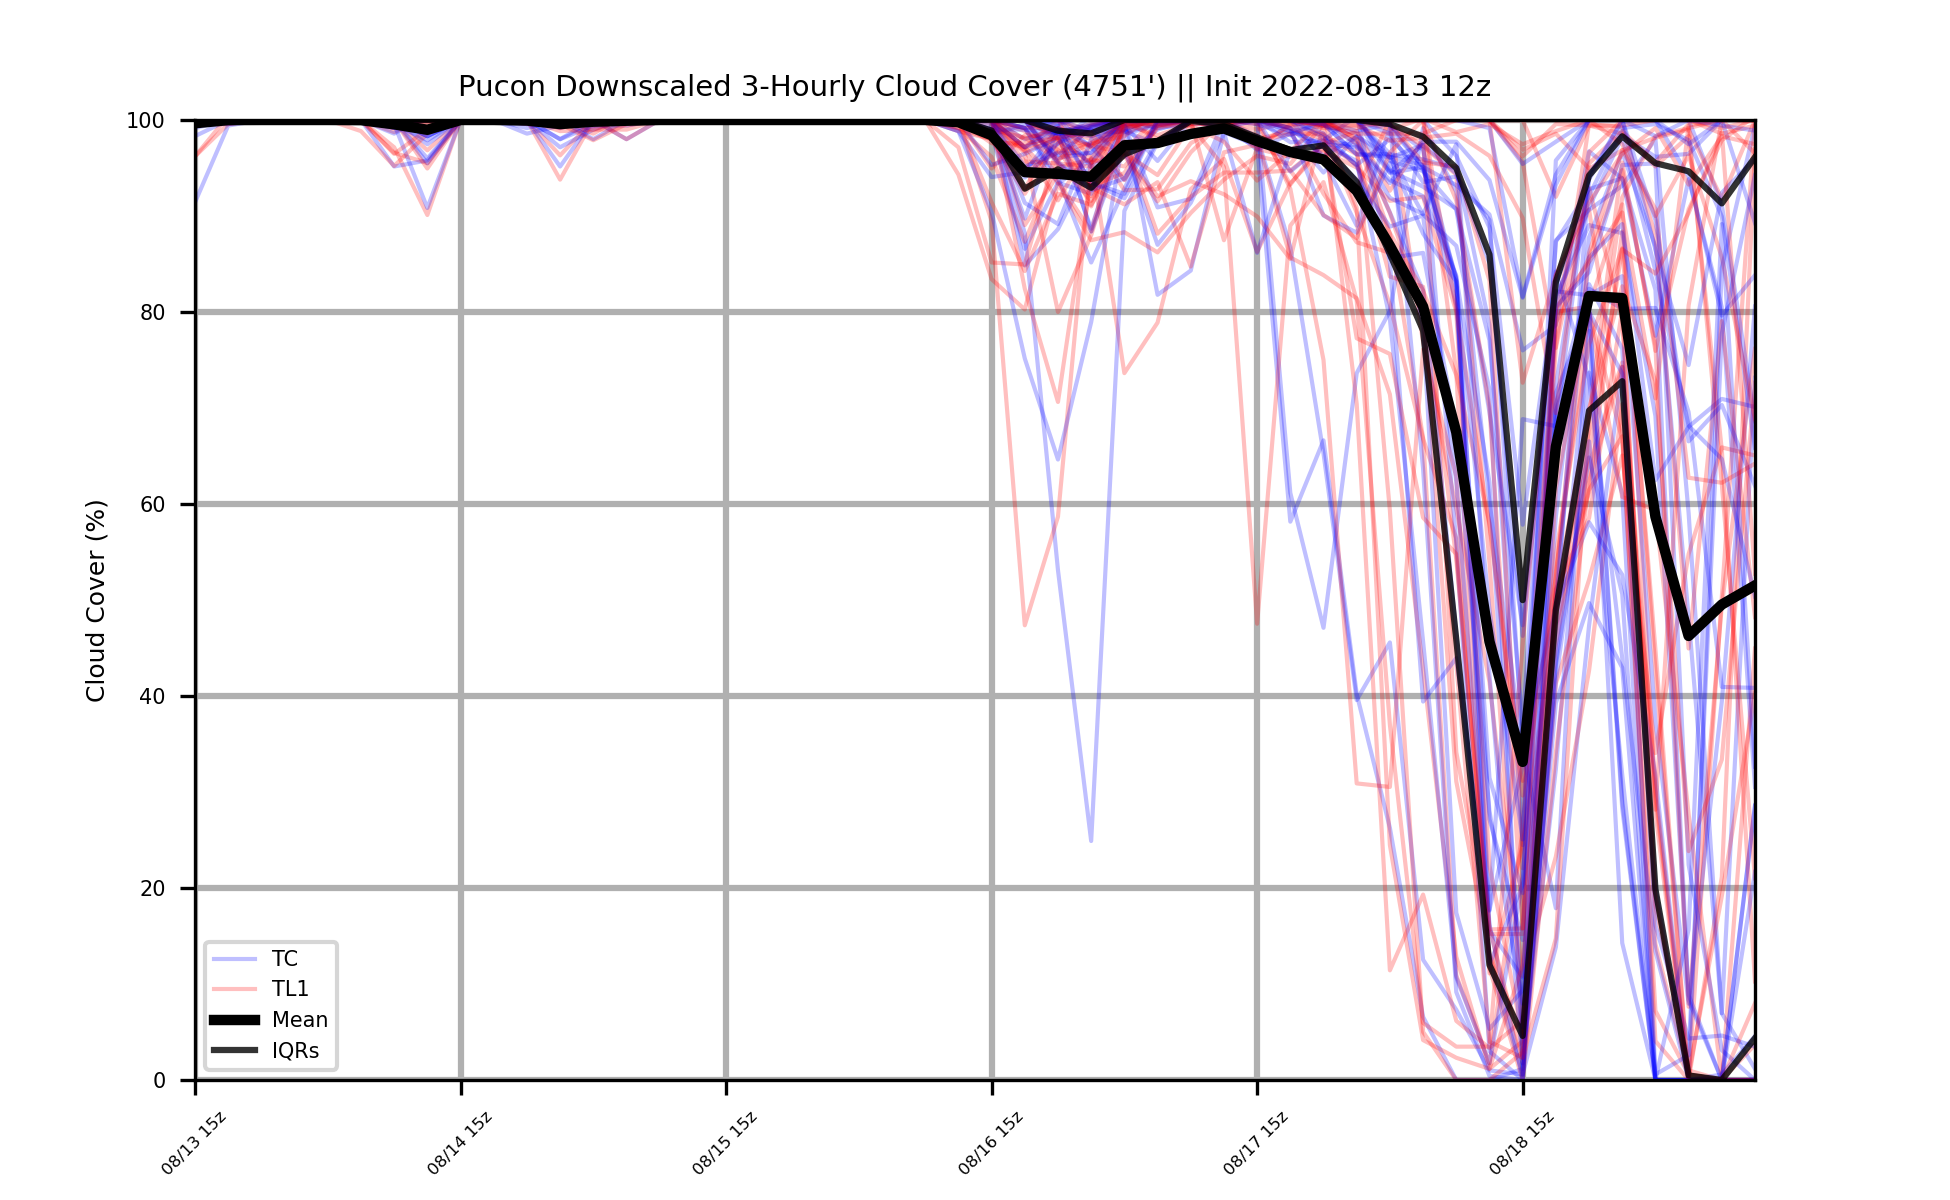 Pucon Downscaled 3-Hourly Cloud Cover (4751') || Init 2022-08-13 12z
Cloud Cover (%)
100
80
60
40
20
0
TC
TL1
Mean
IQRs
08/13 15z
08/14 15z
08/15 15z
08/16 15z
08/17 15z
08/18 15z